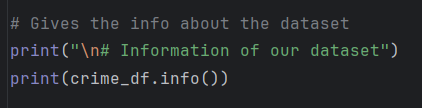 # Gives the info about the dataset
print("\n# Information of our dataset")
print(crime_df.info())